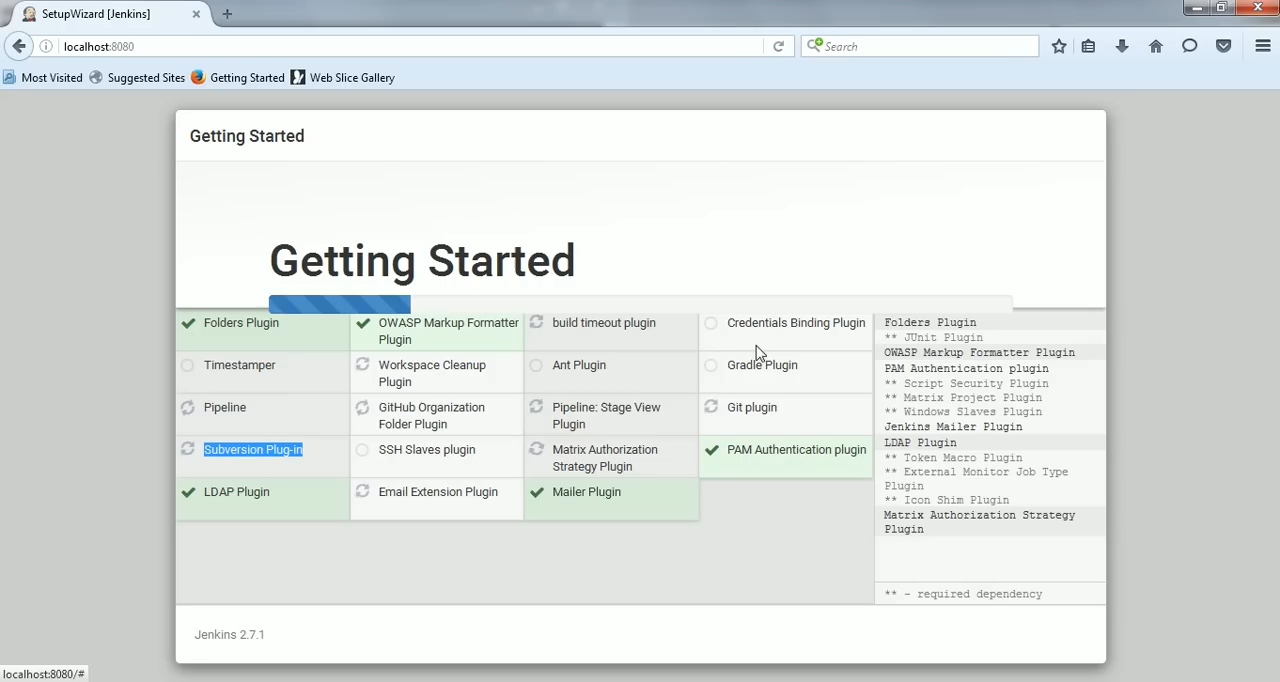 SetupWizard [Jenkins]
localhost:8080
Search
Most Visited Suggested Sites Getting Started Web Slice Gallery
Getting Started
Getting Started
Folders Plugin
OWASP Markup Formatter
Plugin
build timeout plugin
Credentials Binding Plugin
Timestamper
Workspace Cleanup
Plugin
Ant Plugin
Gradle Plugin
Pipeline
GitHub Organization
Folder Plugin
Pipeline: Stage View
Plugin
Git plugin
Subversion Plug-in
SSH Slaves plugin
Matrix Authorization
Strategy Plugin
PAM Authentication plugin
LDAP Plugin
Email Extension Plugin
Mailer Plugin
Folders Plugin
** JUnit Plugin
OWASP Markup Formatter Plugin
PAM Authentication plugin
** Script Security Plugin
** Matrix Project Plugin
** Windows Slaves Plugin
Jenkins Mailer Plugin
LDAP Plugin
** Token Macro Plugin
** External Monitor Job Type
Plugin
** Icon Shim Plugin
Matrix Authorization Strategy
Plugin
** - required dependency
Jenkins 2.7.1
localhost:8080/#